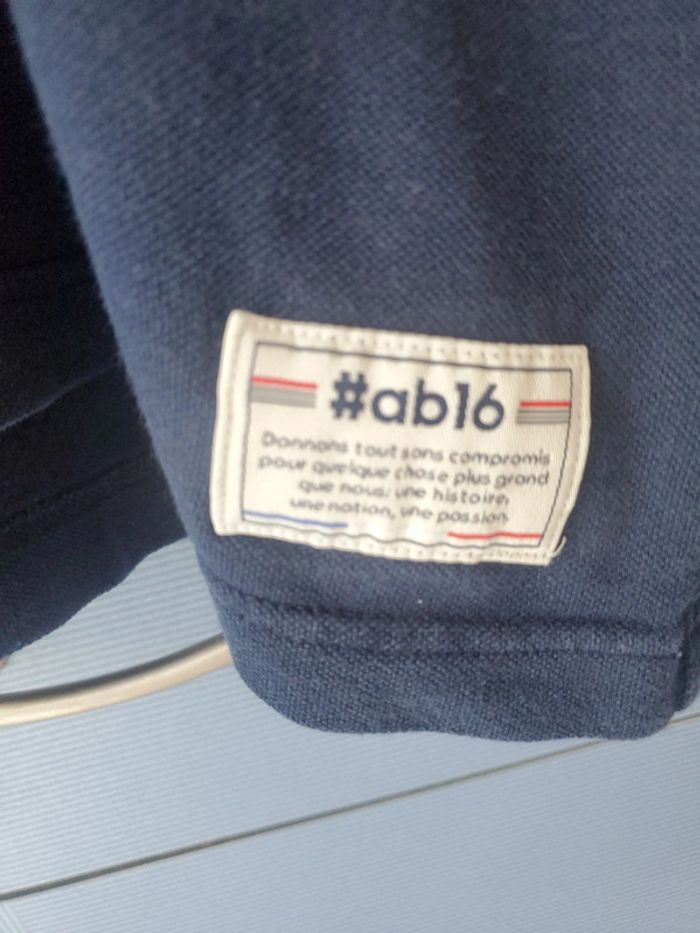 #ab16
Donnons tout sans compromis
pour quelque chose plus grand
que nous: une histoire,
une nation, une passion